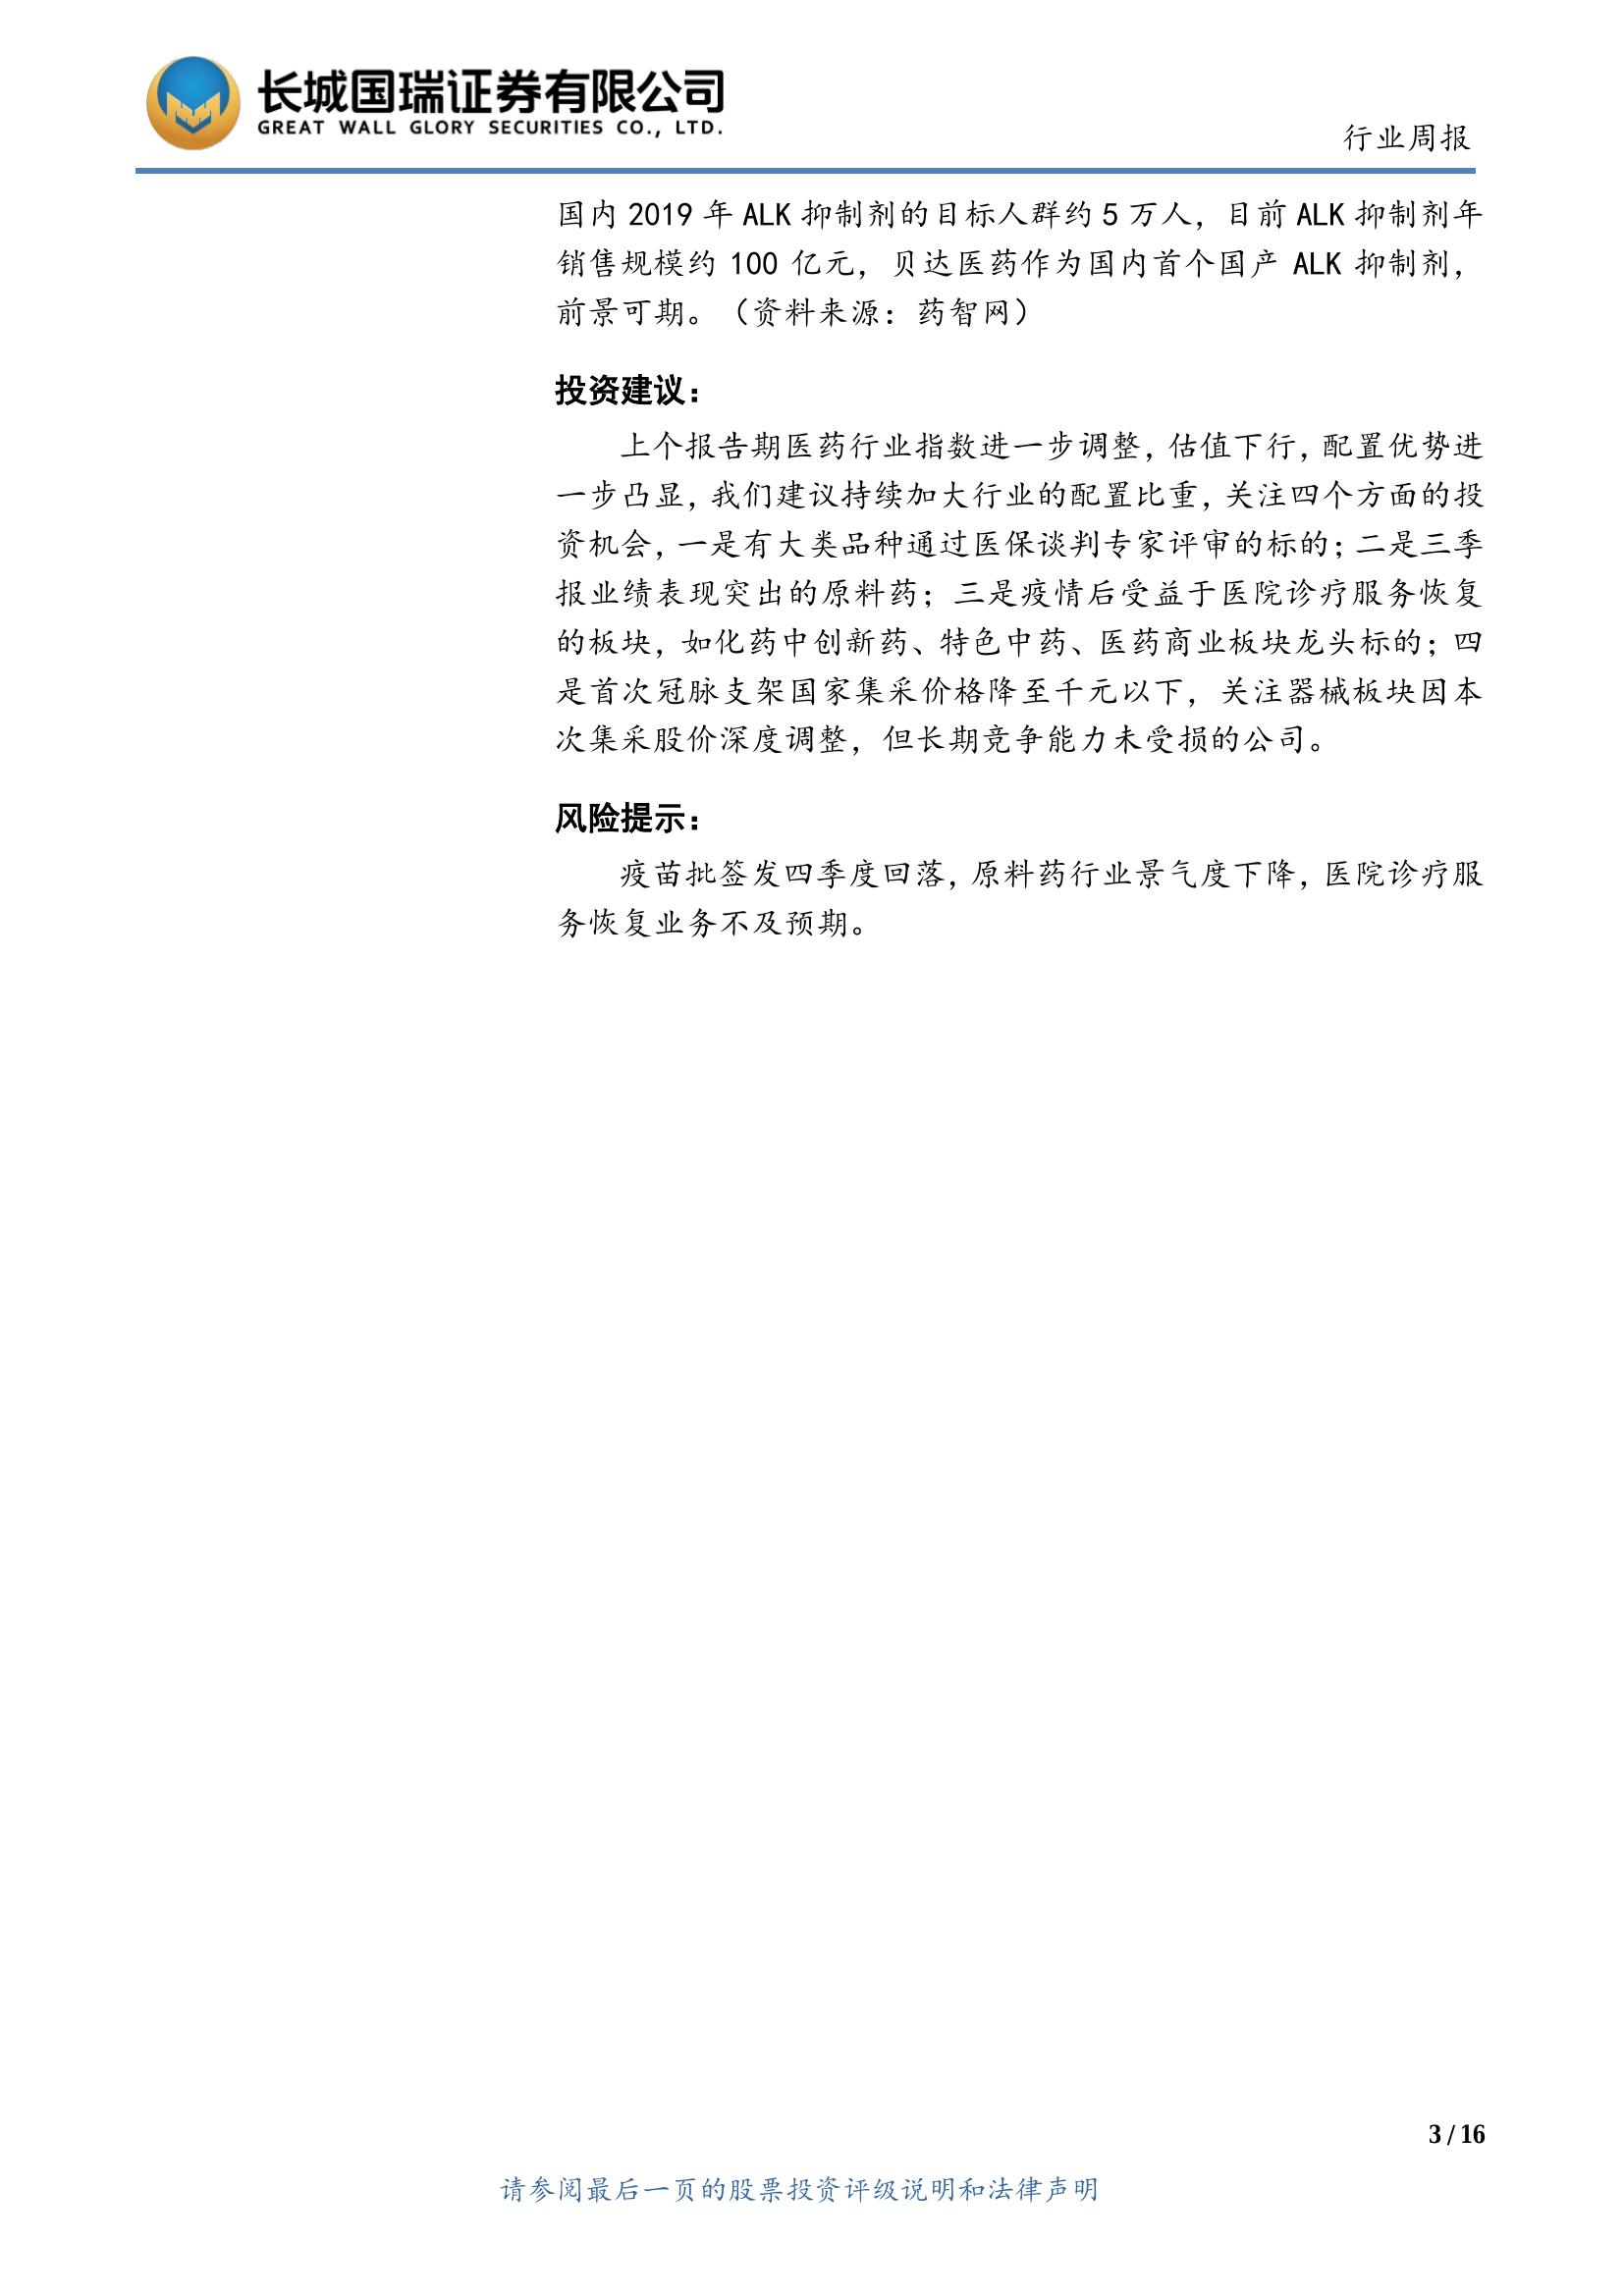 长城国瑞证券有限公司
GREAT WALL GLORY SECURITIES CO., LTD.
行业周报
国内 2019 年 ALK 抑制剂的目标人群约 5 万人，目前 ALK 抑制剂年
销售规模约 100 亿元，贝达医药作为国内首个国产 ALK 抑制剂，
前景可期。（资料来源：药智网）
投资建议：
上个报告期医药行业指数进一步调整，估值下行，配置优势进
一步凸显，我们建议持续加大行业的配置比重，关注四个方面的投
资机会，一是有大类品种通过医保谈判专家评审的标的；二是三季
报业绩表现突出的原料药；三是疫情后受益于医院诊疗服务恢复
的板块，如化药中创新药、特色中药、医药商业板块龙头标的；四
是首次冠脉支架国家集采价格降至千元以下，关注器械板块因本
次集采股价深度调整，但长期竞争能力未受损的公司。
风险提示：
疫苗批签发四季度回落，原料药行业景气度下降，医院诊疗服
务恢复业务不及预期。
3 / 16
请参阅最后一页的股票投资评级说明和法律声明